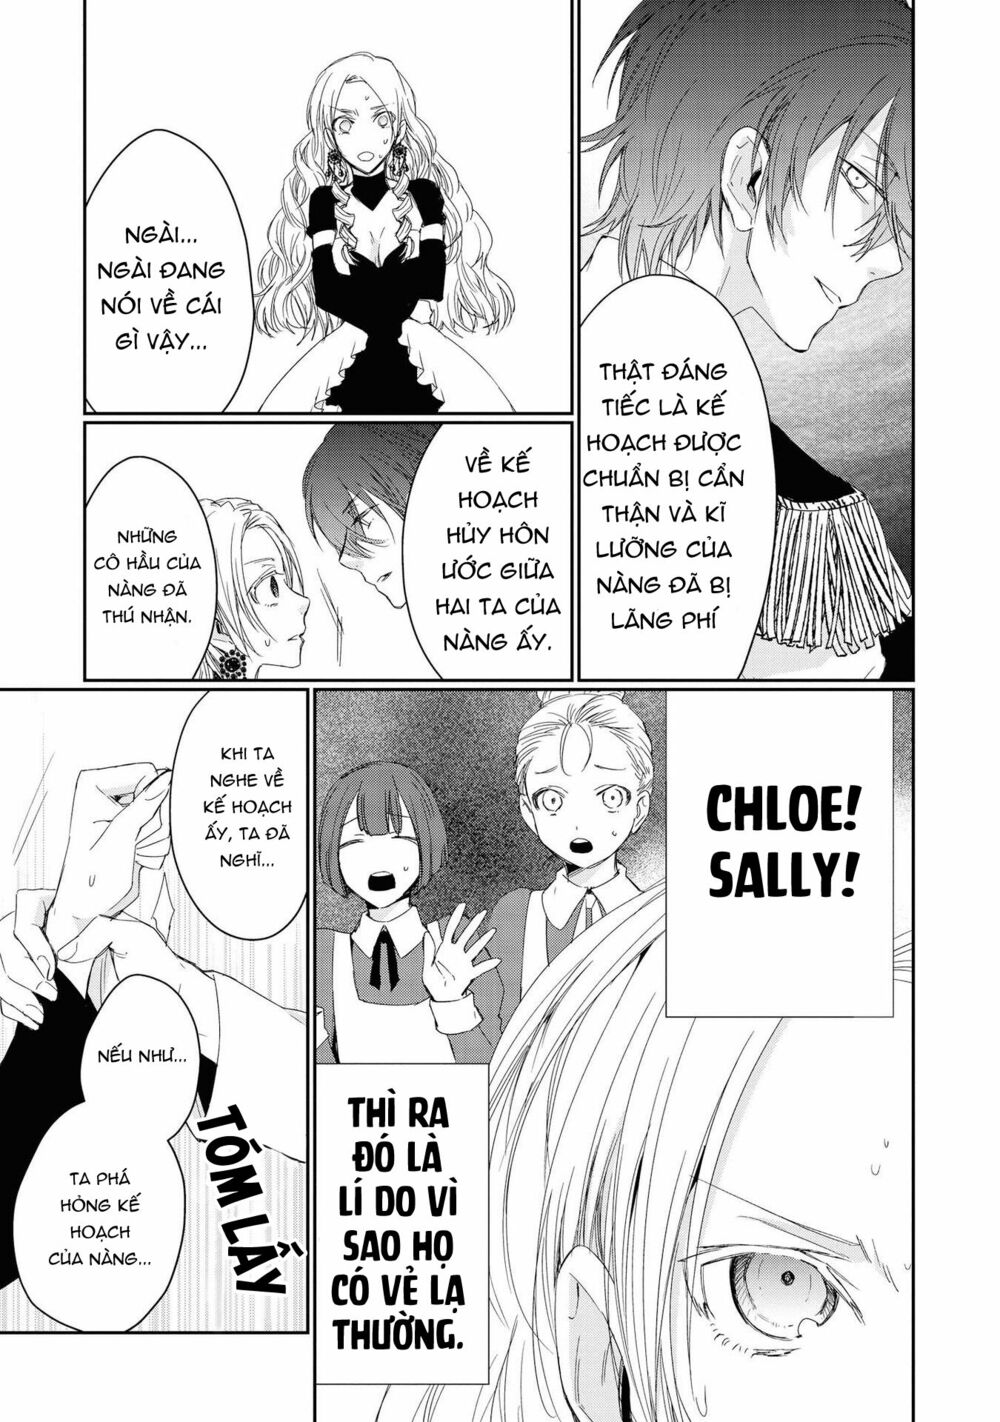 THẬT ĐÁNG
TIẾC LÀ KẾ
HOẠCH ĐƯỢC
CHUẨN BỊ CẨN
THẬN VÀ KĨ
LƯỠNG CỦA
NÀNG ĐÃ BỊ
LÃNG PHÍ
NGÀI...
NGÀI ĐANG
NÓI VỀ CÁI
GÌ VẬY...
VỀ KẾ
HOẠCH
HỦY HÔN
ƯỚC GIỮA
HAI TA CỦA
NÀNG ẤY.
NHỮNG
CÔ HẦU CỦA
NÀNG ĐÃ
THÚ NHẬN.
CHLOE!
SALLY!
THÌ RA
ĐÓ LÀ
LÍ DO VÌ
SAO HỌ
CÓ VẺ LẠ
THƯỜNG.
KHI TA
NGHE VỀ
KẾ HOẠCH
ẤY, TA ĐÃ
NGHĨ...
NẾU NHƯ...
TA PHÁ
HỎNG KẾ
HOẠCH
CỦA NÀNG...
TÓM LẤY